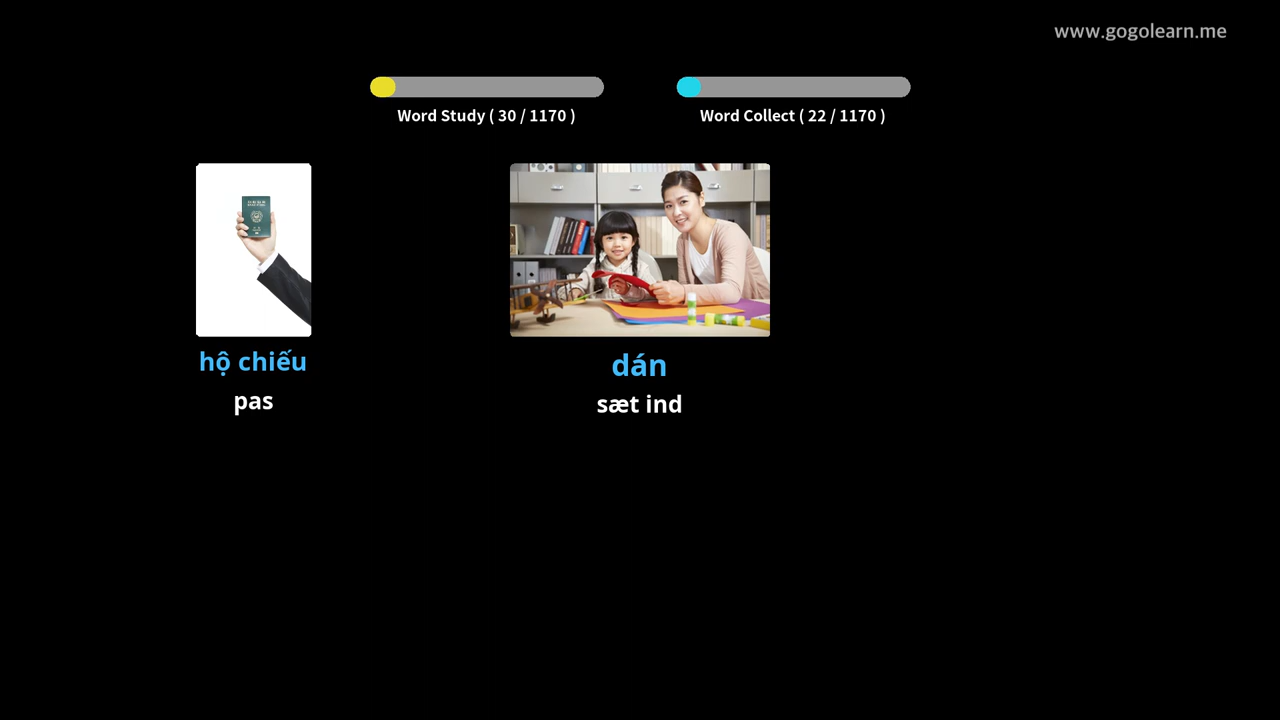 www.gogolearn.me
Word Study ( 30 / 1170 )
Word Collect ( 22 / 1170 )
hộ chiếu
pas
dán
sæt ind